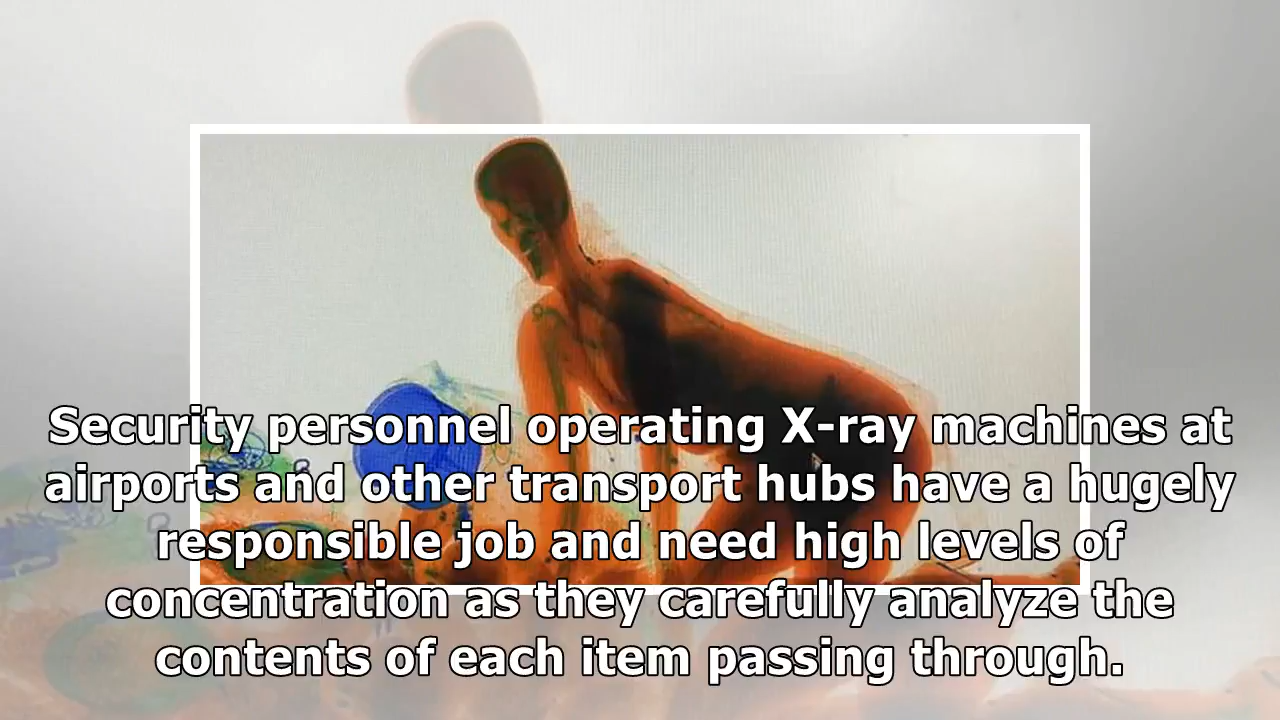 Security personnel operating X-ray machines at
airports and other transport hubs have a hugely
responsible job and need high levels of
concentration as they carefully analyze the
contents of each item passing through.